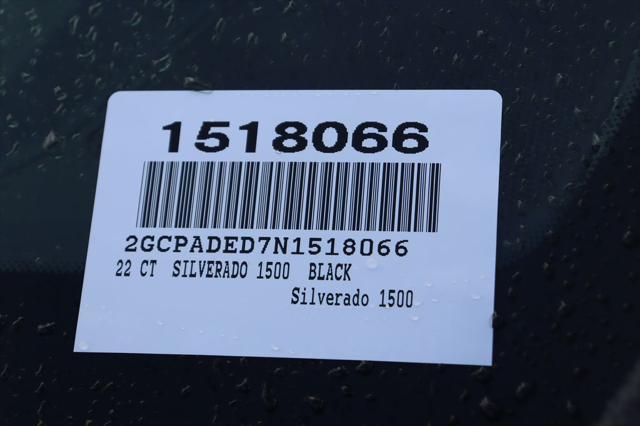 1518066
2GCPADED7N1518066
22 CT SILVERADO 1500 BLACK
Silverado 1500